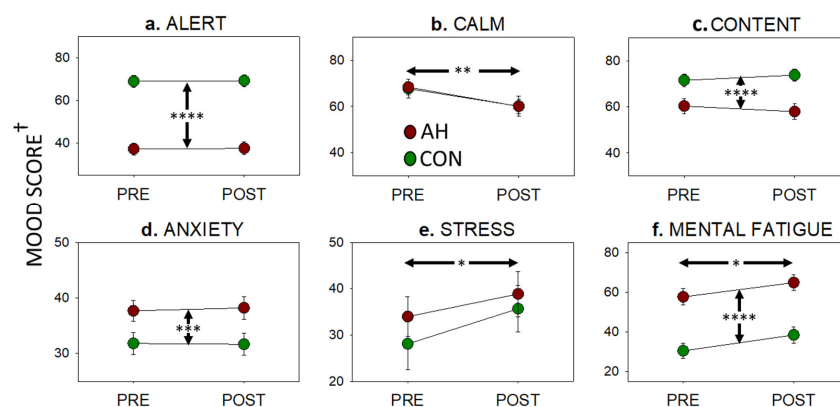 MOOD SCORE†
a. ALERT
80
60
40
****
PRE
POST
b. CALM
80
60
40
**
AH
CON
PRE
POST
c. CONTENT
80
60
40
****
PRE
POST
d. ANXIETY
50
40
30
***
PRE
POST
e. STRESS
50
40
30
20
*
PRE
POST
f. MENTAL FATIGUE
80
60
40
20
*
****
PRE
POST